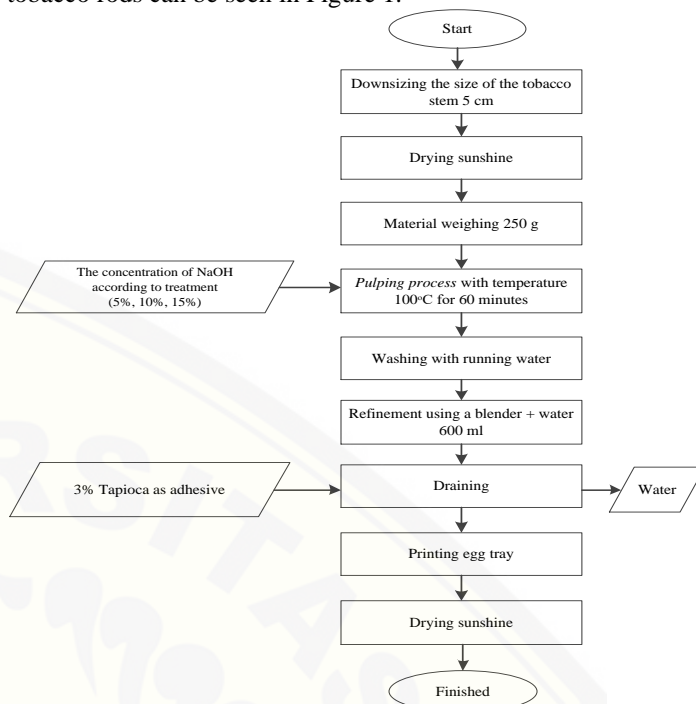 tobacco rods can be seen in Figure 1.
Start
Downsizing the size of the tobacco
stem 5 cm
Drying sunshine
Material weighing 250 g
The concentration of NaOH
according to treatment
(5%, 10%, 15%)
Pulping process with temperature
100°C for 60 minutes
Washing with running water
Refinement using a blender + water
600 ml
3% Tapioca as adhesive
Draining
Water
Printing egg tray
Drying sunshine
Finished